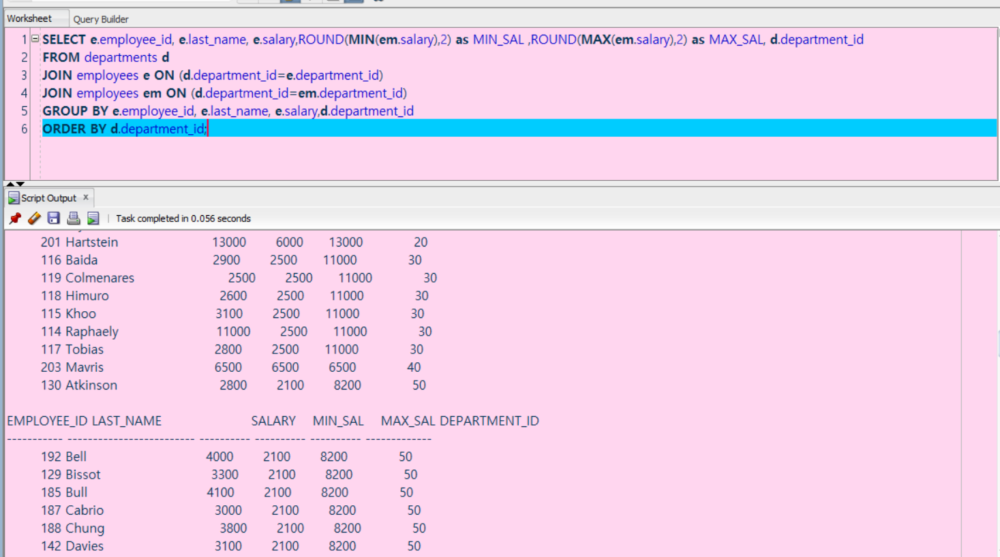 Worksheet Query Builder
1 SELECT e.employee_id, e.last_name, e.salary,ROUND(MIN(em.salary),2) as MIN_SAL ,ROUND(MAX(em.salary),2) as MAX_SAL, d.department_id
2 FROM departments d
3 JOIN employees e ON (d.department_id=e.department_id)
4 JOIN employees em ON (d.department_id=em.department_id)
5 GROUP BY e.employee_id, e.last_name, e.salary,d.department_id
6 ORDER BY d.department_id;
Script Output x
Task completed in 0.056 seconds
201 Hartstein 13000 6000 13000 20
116 Baida 2900 2500 11000 30
119 Colmenares 2500 2500 11000 30
118 Himuro 2600 2500 11000 30
115 Khoo 3100 2500 11000 30
114 Raphaely 11000 2500 11000 30
117 Tobias 2800 2500 11000 30
203 Mavris 6500 6500 6500 40
130 Atkinson 2800 2100 8200 50
EMPLOYEE_ID LAST_NAME SALARY MIN_SAL MAX_SAL DEPARTMENT_ID
----------- ------------------------- ---------- ---------- ---------- -------------
192 Bell 4000 2100 8200 50
129 Bissot 3300 2100 8200 50
185 Bull 4100 2100 8200 50
187 Cabrio 3000 2100 8200 50
188 Chung 3800 2100 8200 50
142 Davies 3100 2100 8200 50